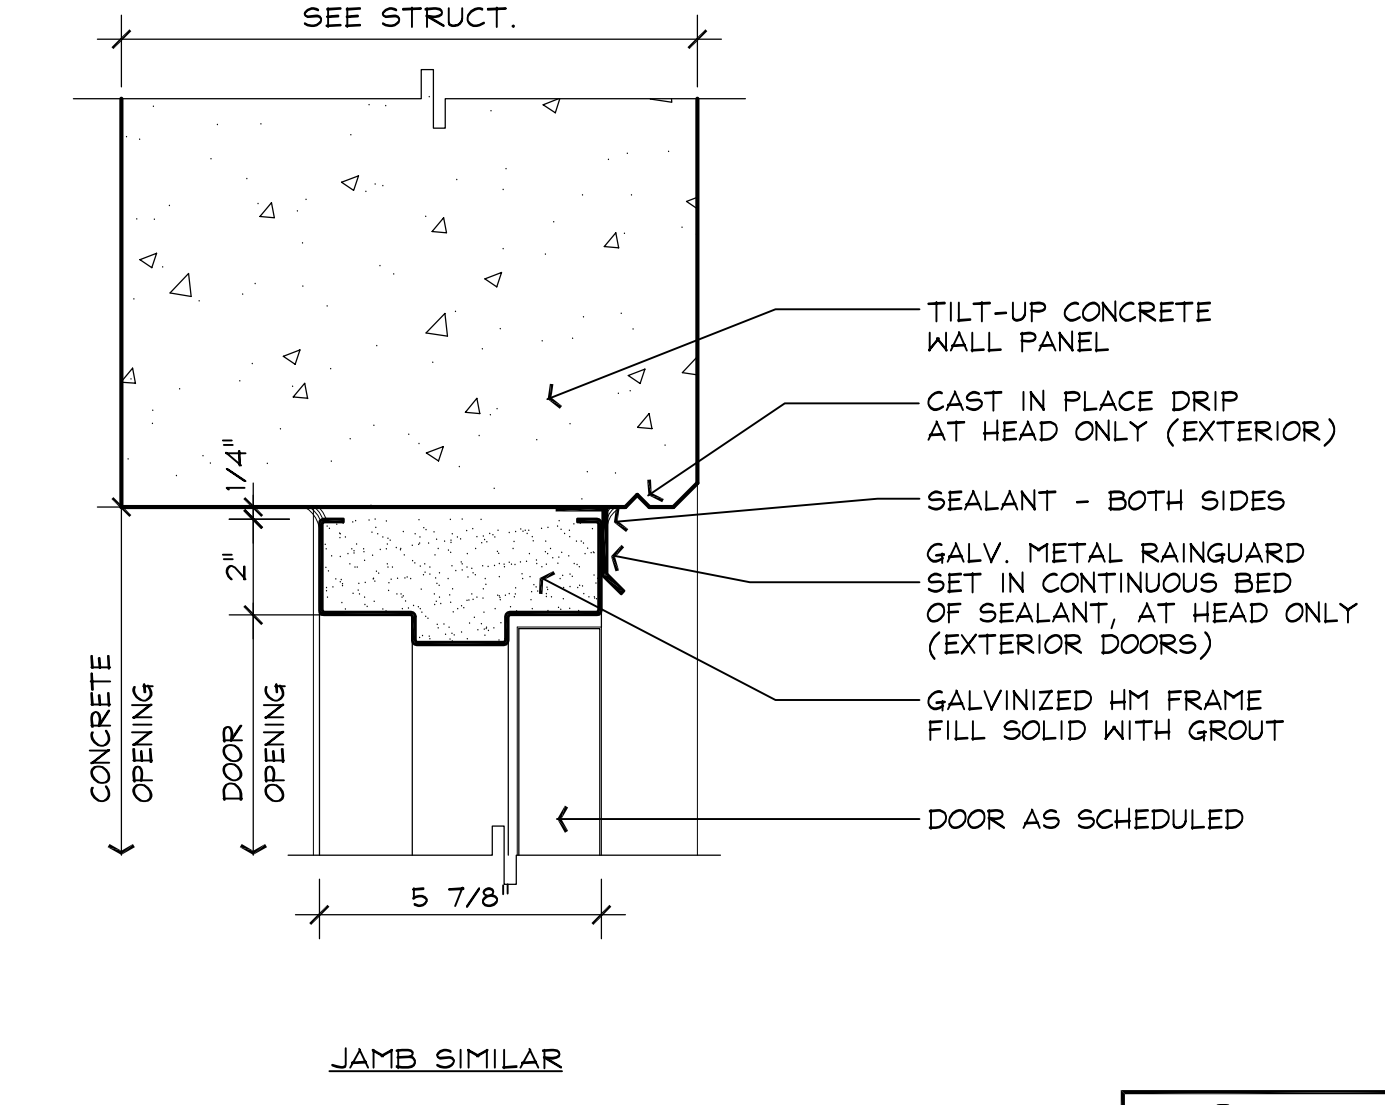 SEE STRUCT.
TILT-UP CONCRETE
WALL PANEL
CAST IN PLACE DRIP
AT HEAD ONLY (EXTERIOR)
1/4"
SEALANT - BOTH SIDES
2"
GALV. METAL RAINGUARD
SET IN CONTINUOUS BED
OF SEALANT, AT HEAD ONLY
(EXTERIOR DOORS)
CONCRETE
OPENING
DOOR
OPENING
GALVINIZED HM FRAME
FILL SOLID WITH GROUT
DOOR AS SCHEDULED
5 7/8"
JAMB SIMILAR